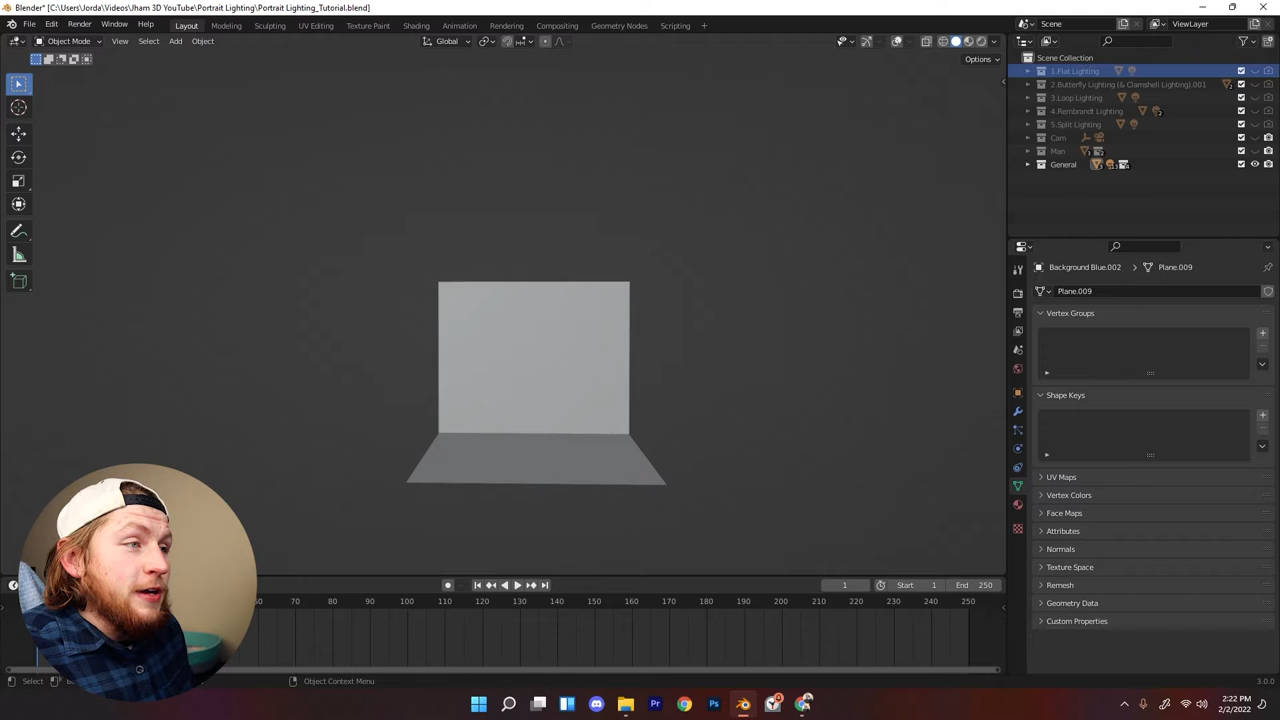 Blender* [C:\Users\Jorda\Videos\Jham 3D YouTube\Portrait Lighting\Portrait Lighting_Tutorial.blend]
File Edit Render Window Help Layout Modeling Sculpting UV Editing Texture Paint Shading Animation Rendering Compositing Geometry Nodes Scripting + Scene ViewLayer
Object Mode View Select Add Object Global
Options
Scene Collection
1.Flat Lighting
2.Butterfly Lighting (& Clamshell Lighting).001
3.Loop Lighting
4.Rembrandt Lighting
5.Split Lighting
Cam
Man
General
Background Blue.002 Plane.009
Plane.009
Vertex Groups
Shape Keys
UV Maps
Vertex Colors
Face Maps
Attributes
Normals
Texture Space
Remesh
Geometry Data
Custom Properties
1 Start 1 End 250
60 70 80 90 100 110 120 130 140 150 160 170 180 190 200 210 220 230 240 250
Select Object Context Menu 3.0.0
2:22 PM
2/2/2022